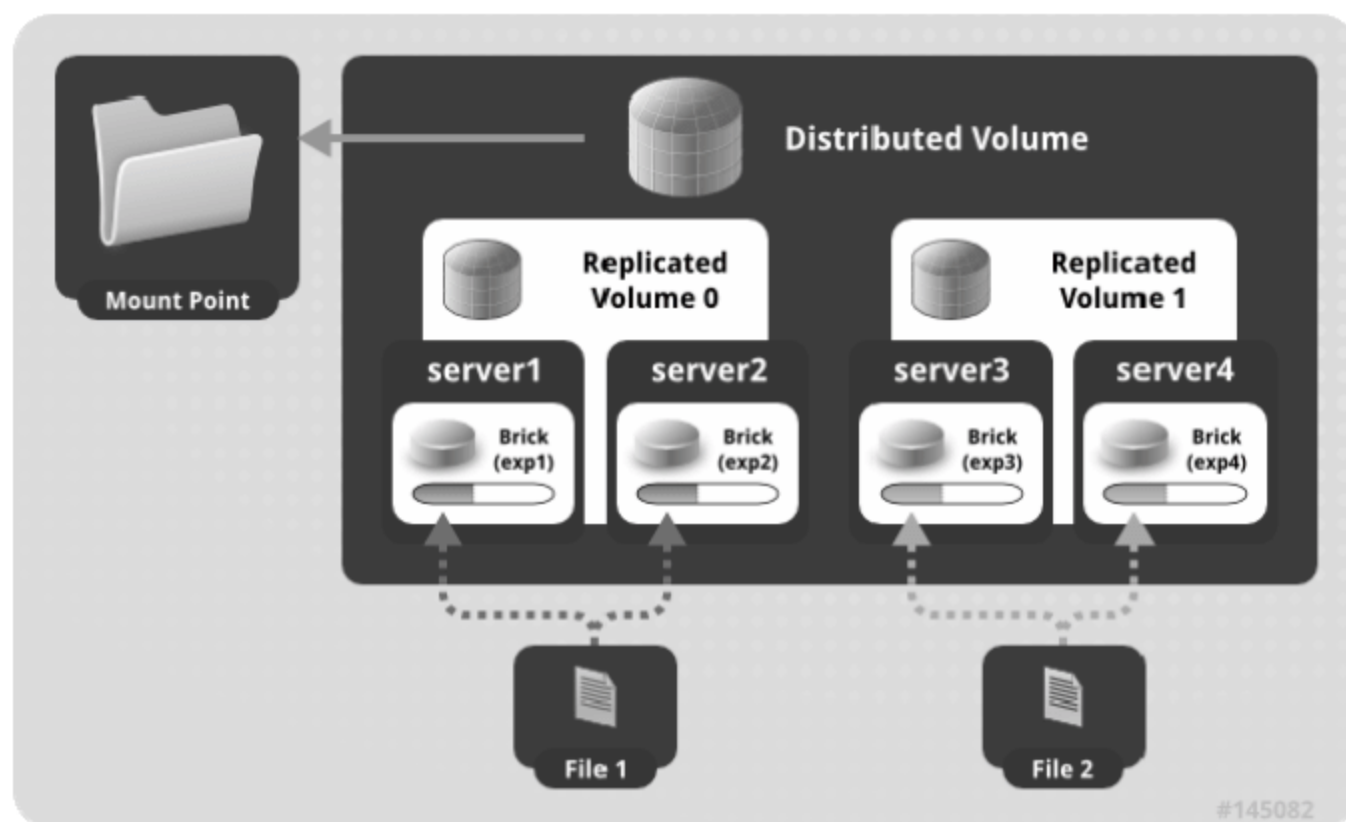 Distributed Volume
Mount Point
Replicated
Volume 0
Replicated
Volume 1
server1
server2
server3
server4
Brick
(exp1)
Brick
(exp2)
Brick
(exp3)
Brick
(exp4)
File 1
File 2
#145082